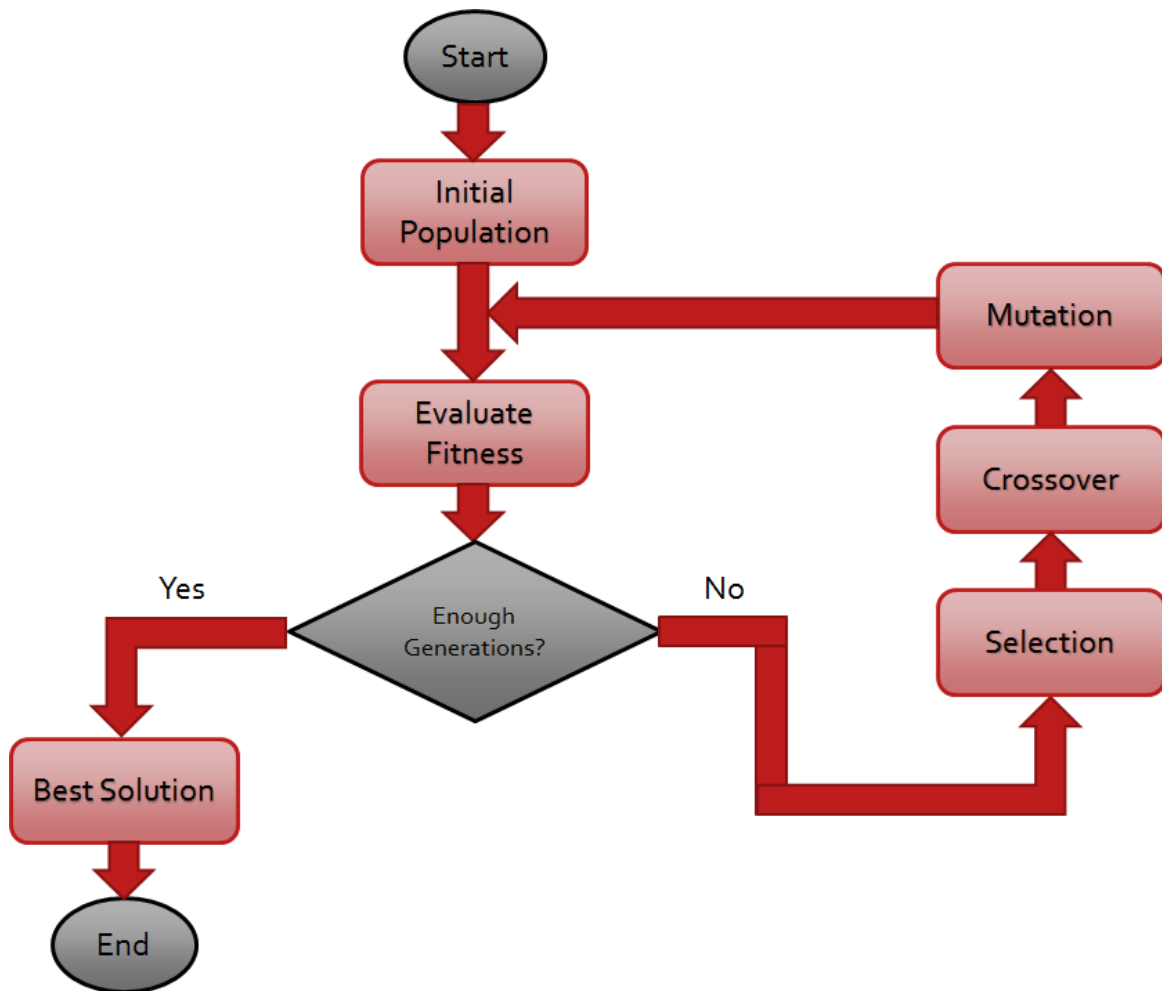 Start
Initial
Population
Mutation
Evaluate
Fitness
Crossover
Yes
No
Enough
Generations?
Selection
Best Solution
End